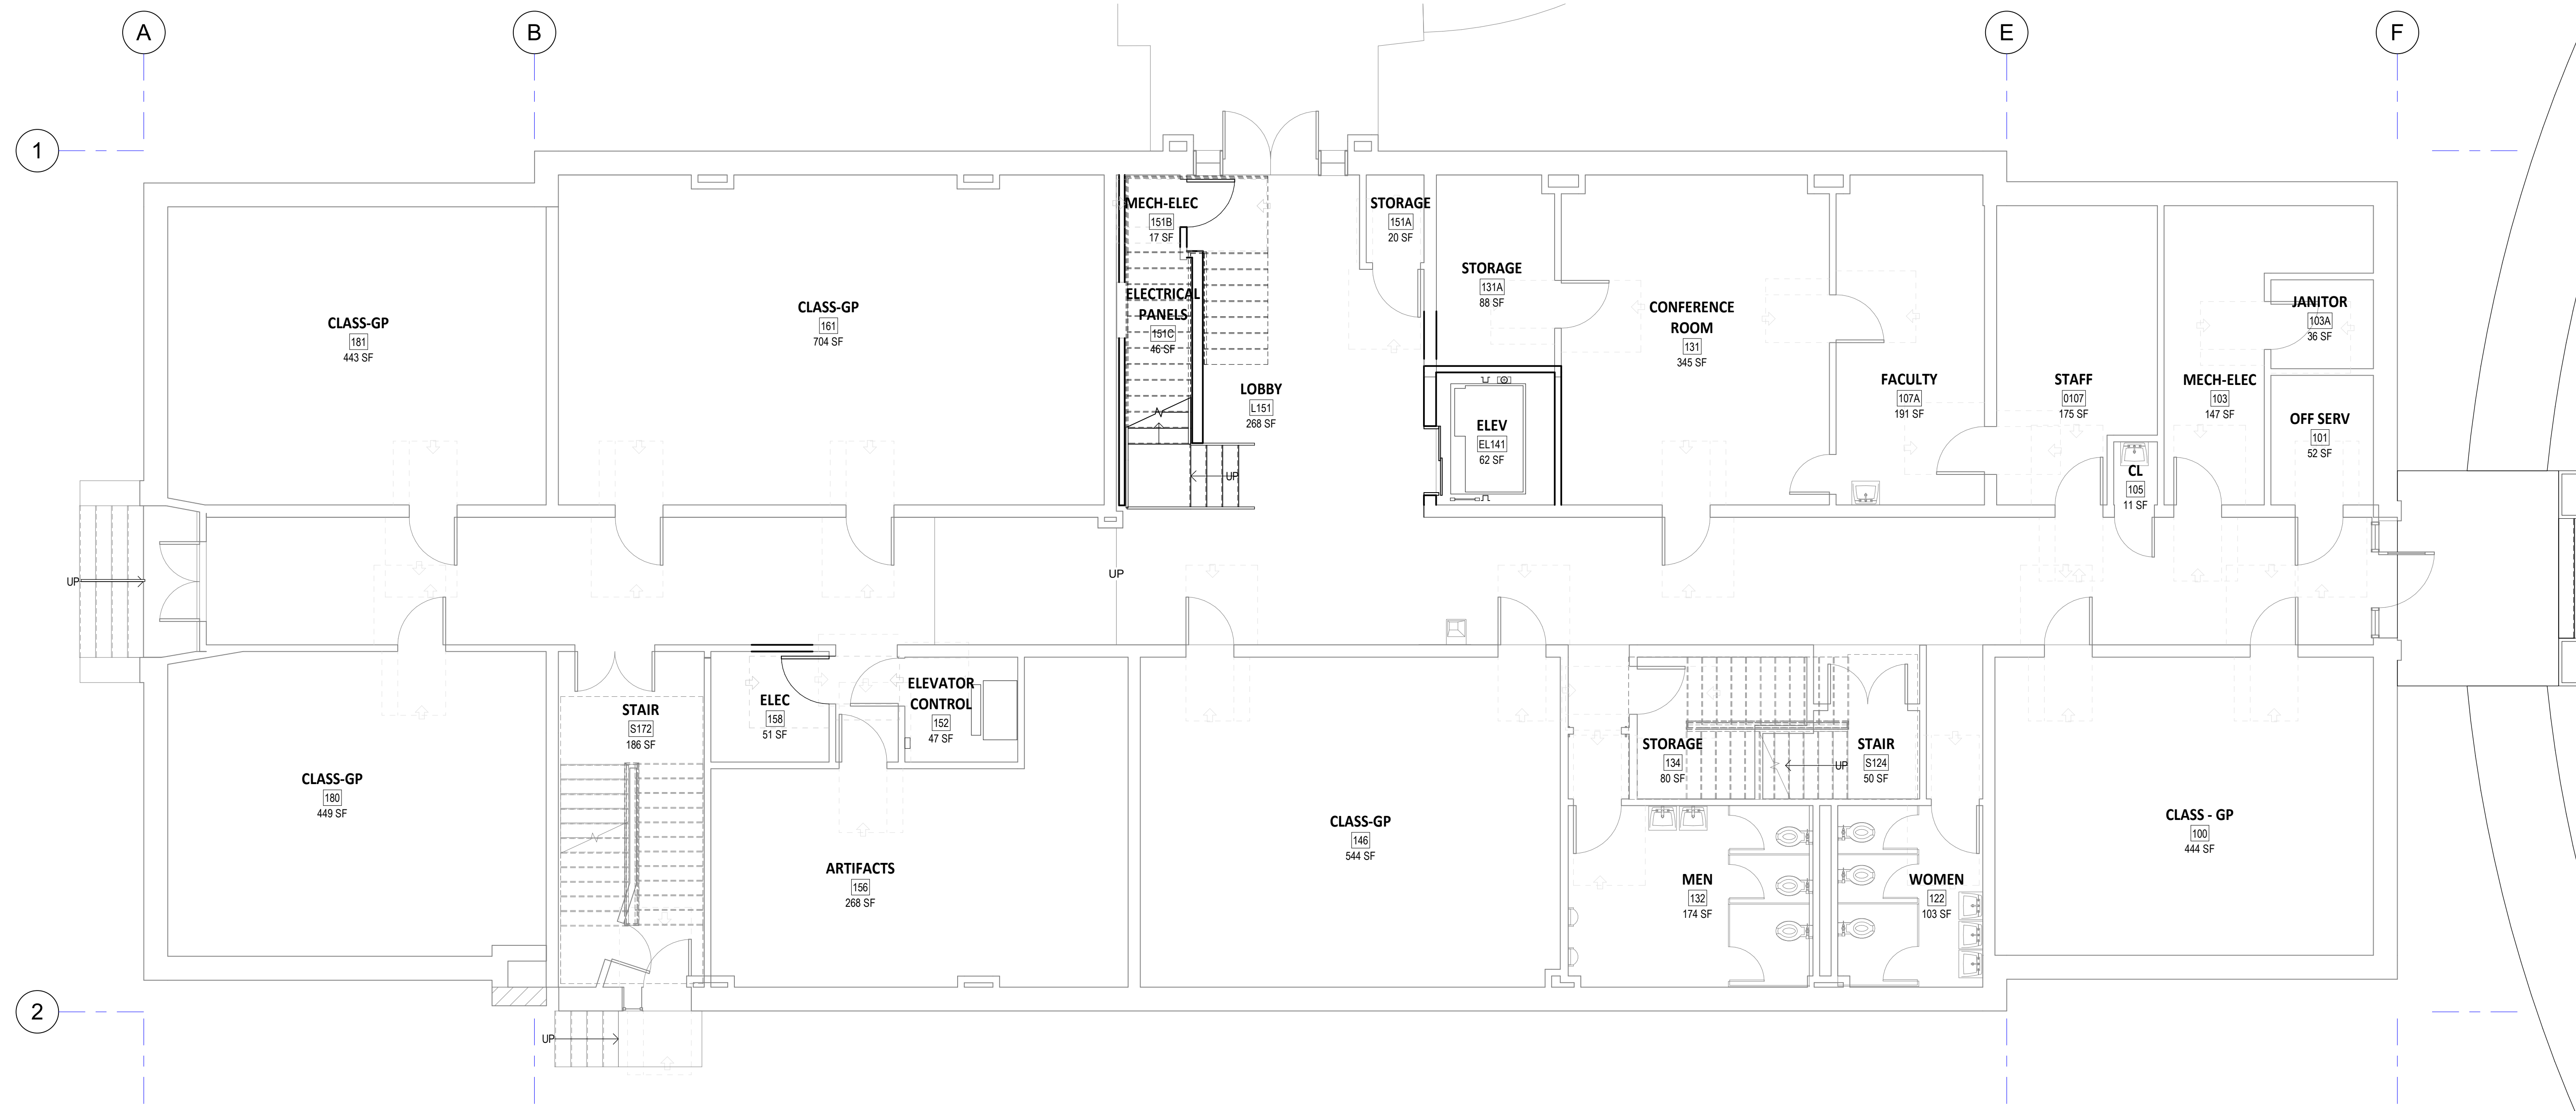 A
B
E
F
1
MECH-ELEC
151B
17 SF
STORAGE
151A
20 SF
STORAGE
131A
88 SF
ELECTRICAL
PANELS
151C
46 SF
CLASS-GP
181
443 SF
CLASS-GP
161
704 SF
CONFERENCE
ROOM
131
345 SF
JANITOR
103A
36 SF
LOBBY
L151
268 SF
FACULTY
107A
191 SF
STAFF
0107
175 SF
MECH-ELEC
103
147 SF
ELEV
EL141
62 SF
OFF SERV
101
52 SF
UP
CL
105
11 SF
UP
UP
STAIR
S172
186 SF
ELEC
158
51 SF
ELEVATOR
CONTROL
152
47 SF
STORAGE
134
80 SF
STAIR
S124
50 SF
UP
CLASS-GP
180
449 SF
CLASS-GP
146
544 SF
CLASS - GP
100
444 SF
ARTIFACTS
156
268 SF
MEN
132
174 SF
WOMEN
122
103 SF
2
UP